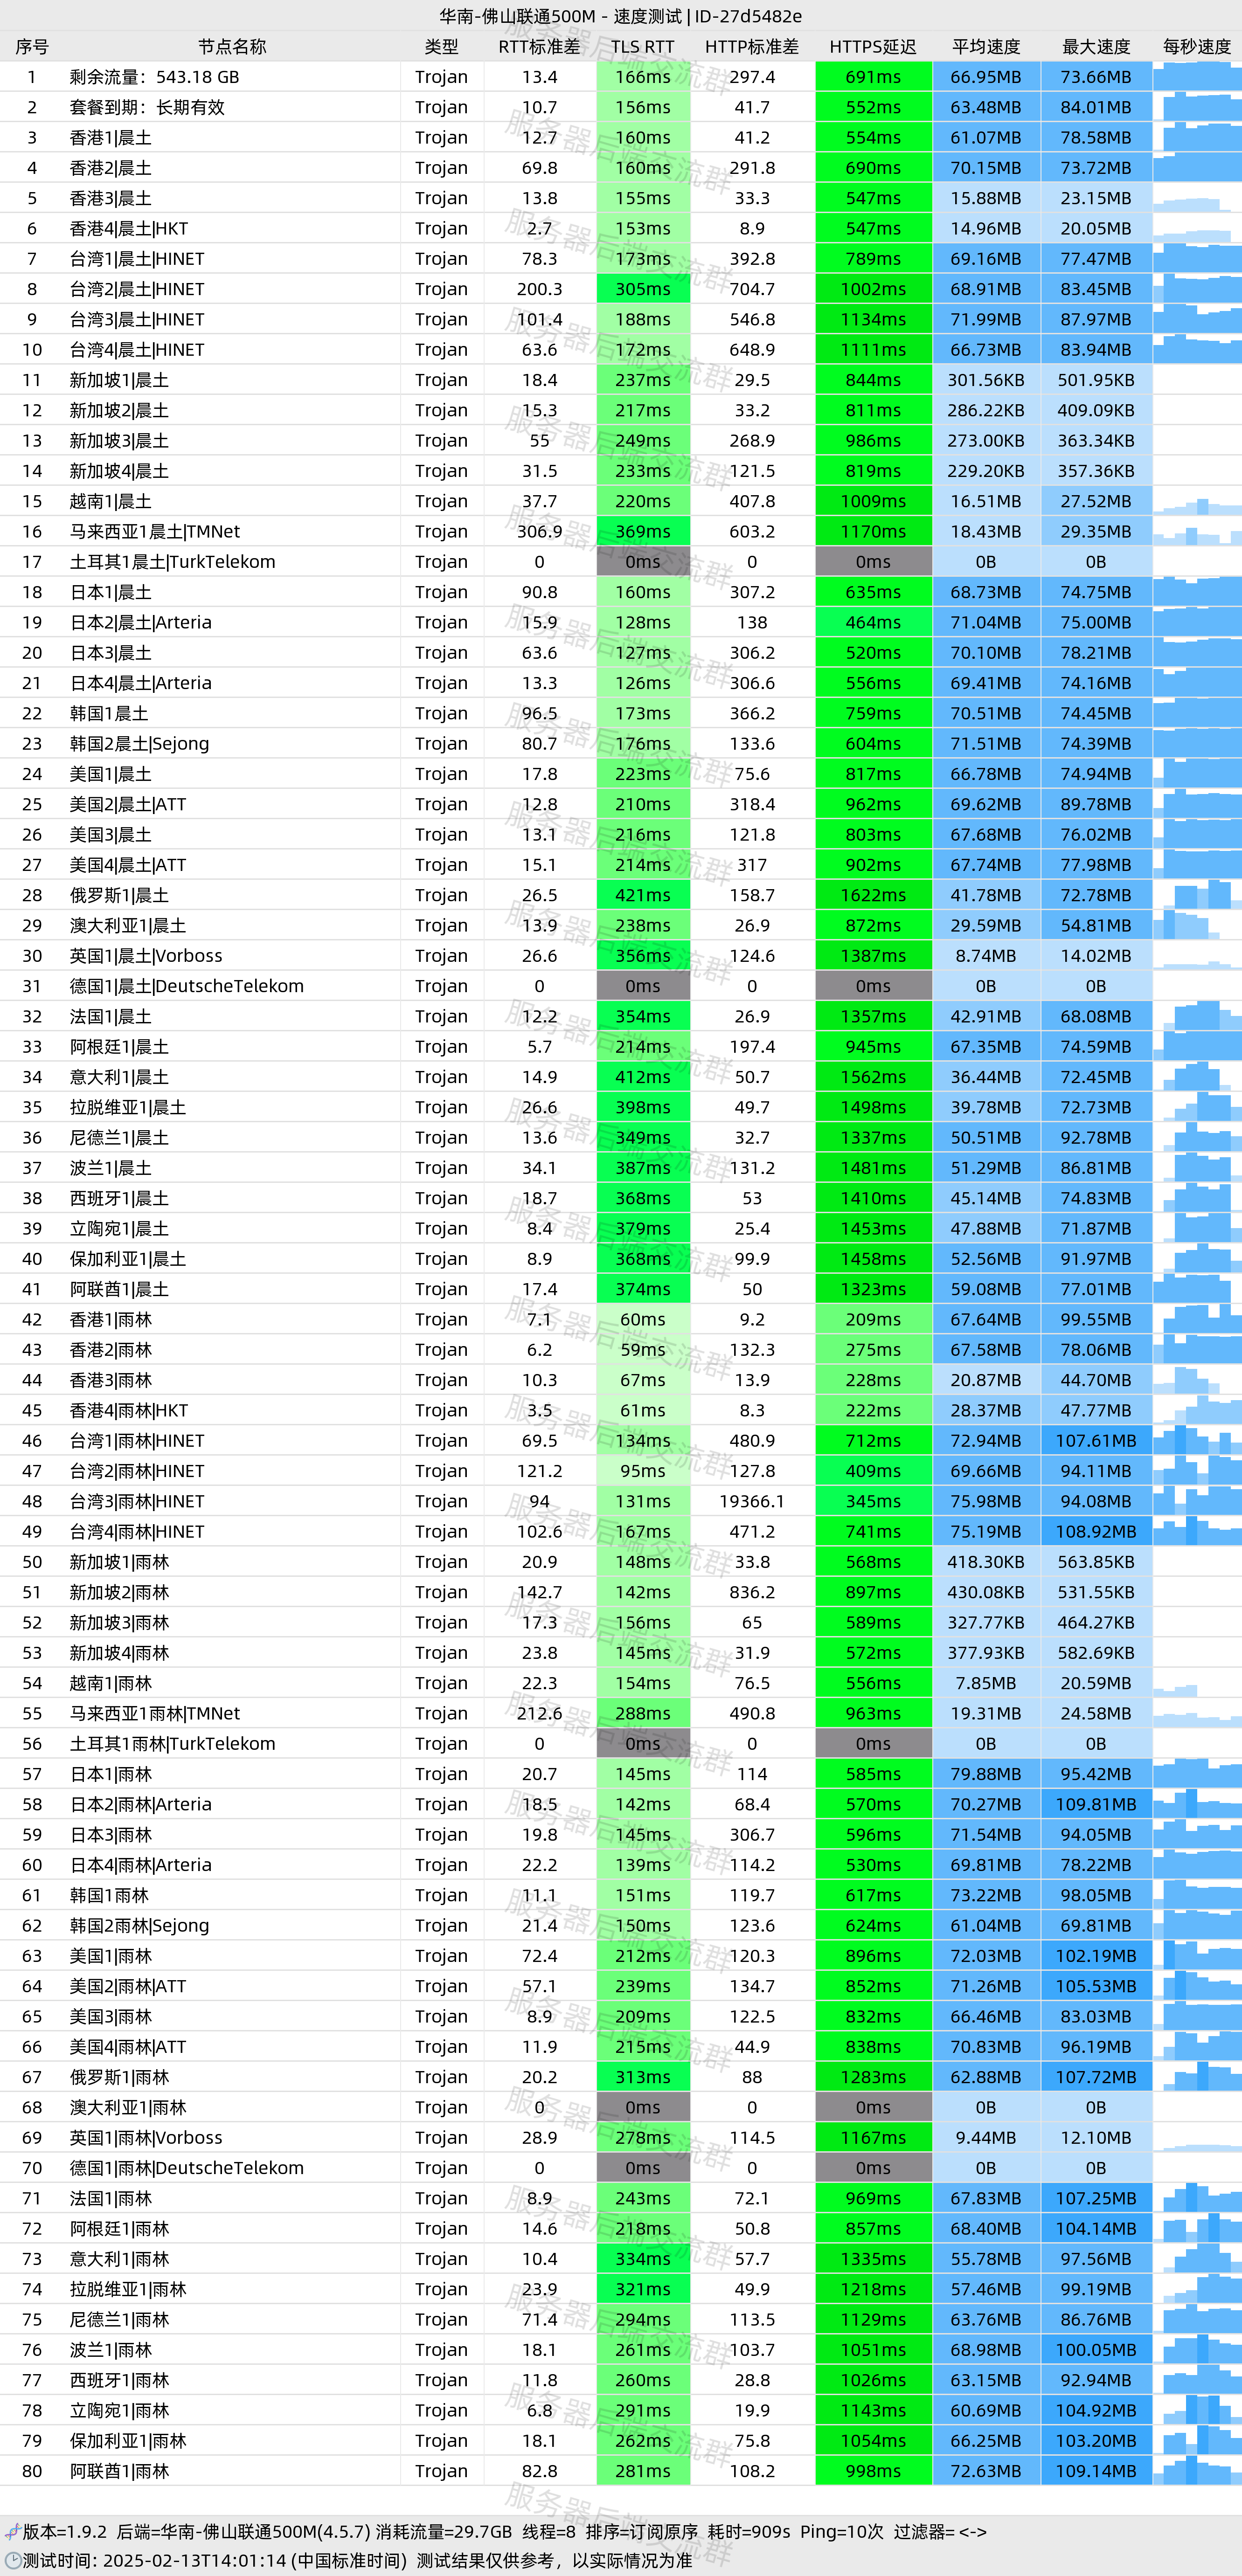 华南-佛山联通500M - 速度测试 | ID-27d5482e
序号 节点名称 类型 RTT标准差 TLS RTT HTTP标准差 HTTPS延迟 平均速度 最大速度 每秒速度
1 剩余流量：543.18 GB Trojan 13.4 166ms 297.4 691ms 66.95MB 73.66MB
2 套餐到期：长期有效 Trojan 10.7 156ms 41.7 552ms 63.48MB 84.01MB
3 香港1|晨土 Trojan 12.7 160ms 41.2 554ms 61.07MB 78.58MB
4 香港2|晨土 Trojan 69.8 160ms 291.8 690ms 70.15MB 73.72MB
5 香港3|晨土 Trojan 13.8 155ms 33.3 547ms 15.88MB 23.15MB
6 香港4|晨土|HKT Trojan 2.7 153ms 8.9 547ms 14.96MB 20.05MB
7 台湾1|晨土|HINET Trojan 78.3 173ms 392.8 789ms 69.16MB 77.47MB
8 台湾2|晨土|HINET Trojan 200.3 305ms 704.7 1002ms 68.91MB 83.45MB
9 台湾3|晨土|HINET Trojan 101.4 188ms 546.8 1134ms 71.99MB 87.97MB
10 台湾4|晨土|HINET Trojan 63.6 172ms 648.9 1111ms 66.73MB 83.94MB
11 新加坡1|晨土 Trojan 18.4 237ms 29.5 844ms 301.56KB 501.95KB
12 新加坡2|晨土 Trojan 15.3 217ms 33.2 811ms 286.22KB 409.09KB
13 新加坡3|晨土 Trojan 55 249ms 268.9 986ms 273.00KB 363.34KB
14 新加坡4|晨土 Trojan 31.5 233ms 121.5 819ms 229.20KB 357.36KB
15 越南1|晨土 Trojan 37.7 220ms 407.8 1009ms 16.51MB 27.52MB
16 马来西亚1晨土|TMNet Trojan 306.9 369ms 603.2 1170ms 18.43MB 29.35MB
17 土耳其1晨土|TurkTelekom Trojan 0 0ms 0 0ms 0B 0B
18 日本1|晨土 Trojan 90.8 160ms 307.2 635ms 68.73MB 74.75MB
19 日本2|晨土|Arteria Trojan 15.9 128ms 138 464ms 71.04MB 75.00MB
20 日本3|晨土 Trojan 63.6 127ms 306.2 520ms 70.10MB 78.21MB
21 日本4|晨土|Arteria Trojan 13.3 126ms 306.6 556ms 69.41MB 74.16MB
22 韩国1晨土 Trojan 96.5 173ms 366.2 759ms 70.51MB 74.45MB
23 韩国2晨土|Sejong Trojan 80.7 176ms 133.6 604ms 71.51MB 74.39MB
24 美国1|晨土 Trojan 17.8 223ms 75.6 817ms 66.78MB 74.94MB
25 美国2|晨土|ATT Trojan 12.8 210ms 318.4 962ms 69.62MB 89.78MB
26 美国3|晨土 Trojan 13.1 216ms 121.8 803ms 67.68MB 76.02MB
27 美国4|晨土|ATT Trojan 15.1 214ms 317 902ms 67.74MB 77.98MB
28 俄罗斯1|晨土 Trojan 26.5 421ms 158.7 1622ms 41.78MB 72.78MB
29 澳大利亚1|晨土 Trojan 13.9 238ms 26.9 872ms 29.59MB 54.81MB
30 英国1|晨土|Vorboss Trojan 26.6 356ms 124.6 1387ms 8.74MB 14.02MB
31 德国1|晨土|DeutscheTelekom Trojan 0 0ms 0 0ms 0B 0B
32 法国1|晨土 Trojan 12.2 354ms 26.9 1357ms 42.91MB 68.08MB
33 阿根廷1|晨土 Trojan 5.7 214ms 197.4 945ms 67.35MB 74.59MB
34 意大利1|晨土 Trojan 14.9 412ms 50.7 1562ms 36.44MB 72.45MB
35 拉脱维亚1|晨土 Trojan 26.6 398ms 49.7 1498ms 39.78MB 72.73MB
36 尼德兰1|晨土 Trojan 13.6 349ms 32.7 1337ms 50.51MB 92.78MB
37 波兰1|晨土 Trojan 34.1 387ms 131.2 1481ms 51.29MB 86.81MB
38 西班牙1|晨土 Trojan 18.7 368ms 53 1410ms 45.14MB 74.83MB
39 立陶宛1|晨土 Trojan 8.4 379ms 25.4 1453ms 47.88MB 71.87MB
40 保加利亚1|晨土 Trojan 8.9 368ms 99.9 1458ms 52.56MB 91.97MB
41 阿联酋1|晨土 Trojan 17.4 374ms 50 1323ms 59.08MB 77.01MB
42 香港1|雨林 Trojan 7.1 60ms 9.2 209ms 67.64MB 99.55MB
43 香港2|雨林 Trojan 6.2 59ms 132.3 275ms 67.58MB 78.06MB
44 香港3|雨林 Trojan 10.3 67ms 13.9 228ms 20.87MB 44.70MB
45 香港4|雨林|HKT Trojan 3.5 61ms 8.3 222ms 28.37MB 47.77MB
46 台湾1|雨林|HINET Trojan 69.5 134ms 480.9 712ms 72.94MB 107.61MB
47 台湾2|雨林|HINET Trojan 121.2 95ms 127.8 409ms 69.66MB 94.11MB
48 台湾3|雨林|HINET Trojan 94 131ms 19366.1 345ms 75.98MB 94.08MB
49 台湾4|雨林|HINET Trojan 102.6 167ms 471.2 741ms 75.19MB 108.92MB
50 新加坡1|雨林 Trojan 20.9 148ms 33.8 568ms 418.30KB 563.85KB
51 新加坡2|雨林 Trojan 142.7 142ms 836.2 897ms 430.08KB 531.55KB
52 新加坡3|雨林 Trojan 17.3 156ms 65 589ms 327.77KB 464.27KB
53 新加坡4|雨林 Trojan 23.8 145ms 31.9 572ms 377.93KB 582.69KB
54 越南1|雨林 Trojan 22.3 154ms 76.5 556ms 7.85MB 20.59MB
55 马来西亚1雨林|TMNet Trojan 212.6 288ms 490.8 963ms 19.31MB 24.58MB
56 土耳其1雨林|TurkTelekom Trojan 0 0ms 0 0ms 0B 0B
57 日本1|雨林 Trojan 20.7 145ms 114 585ms 79.88MB 95.42MB
58 日本2|雨林|Arteria Trojan 18.5 142ms 68.4 570ms 70.27MB 109.81MB
59 日本3|雨林 Trojan 19.8 145ms 306.7 596ms 71.54MB 94.05MB
60 日本4|雨林|Arteria Trojan 22.2 139ms 114.2 530ms 69.81MB 78.22MB
61 韩国1雨林 Trojan 11.1 151ms 119.7 617ms 73.22MB 98.05MB
62 韩国2雨林|Sejong Trojan 21.4 150ms 123.6 624ms 61.04MB 69.81MB
63 美国1|雨林 Trojan 72.4 212ms 120.3 896ms 72.03MB 102.19MB
64 美国2|雨林|ATT Trojan 57.1 239ms 134.7 852ms 71.26MB 105.53MB
65 美国3|雨林 Trojan 8.9 209ms 122.5 832ms 66.46MB 83.03MB
66 美国4|雨林|ATT Trojan 11.9 215ms 44.9 838ms 70.83MB 96.19MB
67 俄罗斯1|雨林 Trojan 20.2 313ms 88 1283ms 62.88MB 107.72MB
68 澳大利亚1|雨林 Trojan 0 0ms 0 0ms 0B 0B
69 英国1|雨林|Vorboss Trojan 28.9 278ms 114.5 1167ms 9.44MB 12.10MB
70 德国1|雨林|DeutscheTelekom Trojan 0 0ms 0 0ms 0B 0B
71 法国1|雨林 Trojan 8.9 243ms 72.1 969ms 67.83MB 107.25MB
72 阿根廷1|雨林 Trojan 14.6 218ms 50.8 857ms 68.40MB 104.14MB
73 意大利1|雨林 Trojan 10.4 334ms 57.7 1335ms 55.78MB 97.56MB
74 拉脱维亚1|雨林 Trojan 23.9 321ms 49.9 1218ms 57.46MB 99.19MB
75 尼德兰1|雨林 Trojan 71.4 294ms 113.5 1129ms 63.76MB 86.76MB
76 波兰1|雨林 Trojan 18.1 261ms 103.7 1051ms 68.98MB 100.05MB
77 西班牙1|雨林 Trojan 11.8 260ms 28.8 1026ms 63.15MB 92.94MB
78 立陶宛1|雨林 Trojan 6.8 291ms 19.9 1143ms 60.69MB 104.92MB
79 保加利亚1|雨林 Trojan 18.1 262ms 75.8 1054ms 66.25MB 103.20MB
80 阿联酋1|雨林 Trojan 82.8 281ms 108.2 998ms 72.63MB 109.14MB
版本=1.9.2 后端=华南-佛山联通500M(4.5.7) 消耗流量=29.7GB 线程=8 排序=订阅原序 耗时=909s Ping=10次 过滤器= <->
测试时间: 2025-02-13T14:01:14 (中国标准时间) 测试结果仅供参考，以实际情况为准
服务器后端交流群